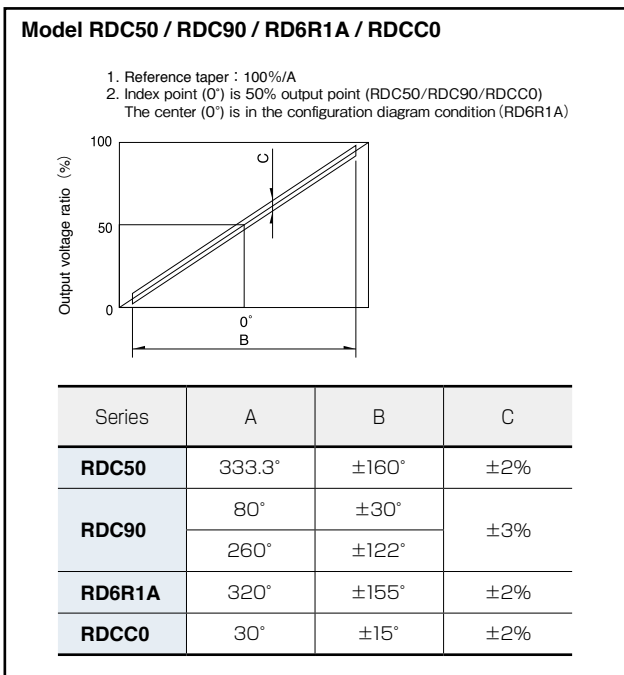 Model RDC50 / RDC90 / RD6R1A / RDCC0
1. Reference taper : 100%/A
2. Index point (0˚) is 50% output point (RDC50/RDC90/RDCC0)
The center (0˚) is in the configuration diagram condition (RD6R1A)
100
C
Output voltage ratio (%)
50
0
0˚
B
Series A B C
RDC50 333.3˚ ±160˚ ±2%
RDC90 80˚ ±30˚ ±3%
260˚ ±122˚
RD6R1A 320˚ ±155˚ ±2%
RDCC0 30˚ ±15˚ ±2%